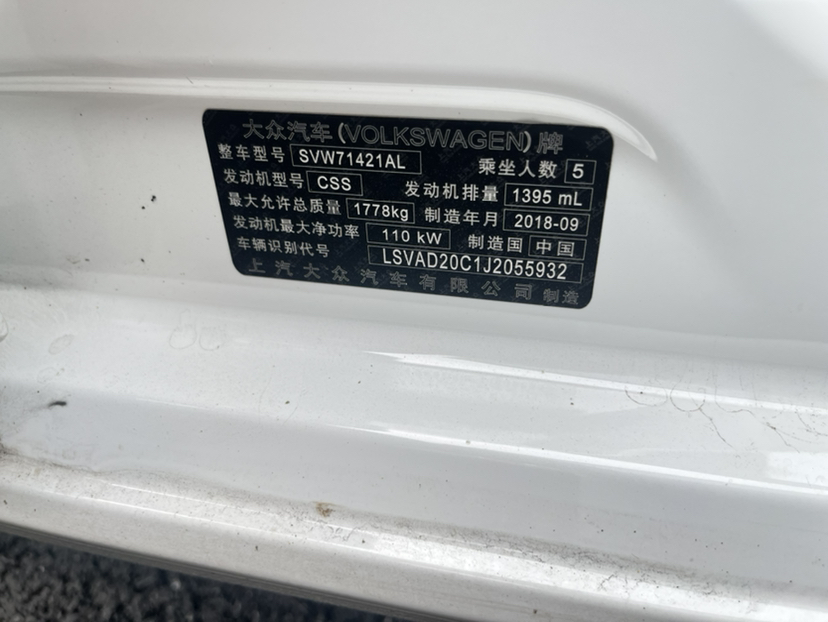 大众汽车(VOLKSWAGEN)牌
整车型号 SVW71421AL 乘坐人数 5
发动机型号 CSS 发动机排量 1395 mL
最大允许总质量 1778kg 制造年月 2018-09
发动机最大净功率 110 kW 制造国 中国
车辆识别代号 LSVAD20C1J2055932
上汽大众汽车有限公司 制造